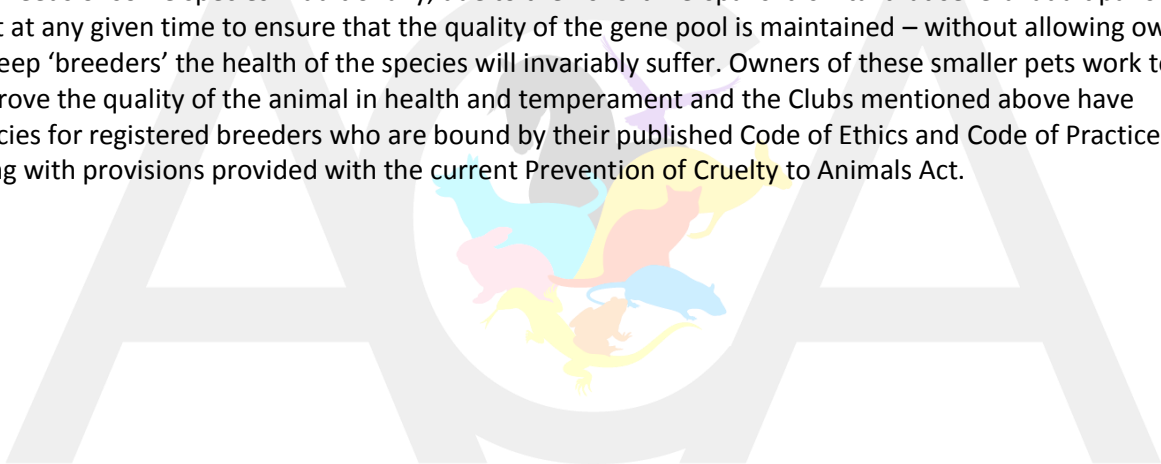 at any given time to ensure that the quality of the gene pool is maintained – without allowing ow
eep ‘breeders’ the health of the species will invariably suffer. Owners of these smaller pets work to
rove the quality of the animal in health and temperament and the Clubs mentioned above have
cies for registered breeders who are bound by their published Code of Ethics and Code of Practice
ng with provisions provided with the current Prevention of Cruelty to Animals Act.